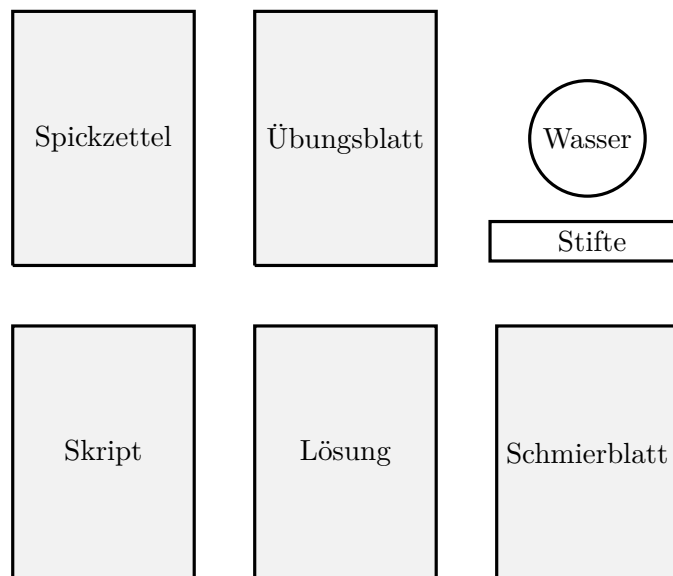 Spickzettel
Übungsblatt
Wasser
Stifte
Skript
Lösung
Schmierblatt